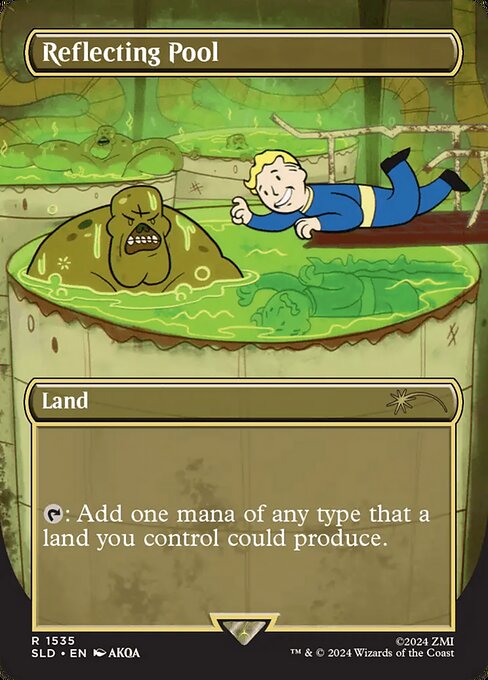 Reflecting Pool
Land
: Add one mana of any type that a
land you control could produce.
R 1535
SLD • EN AKQA
©2024 ZMI
™ & © 2024 Wizards of the Coast